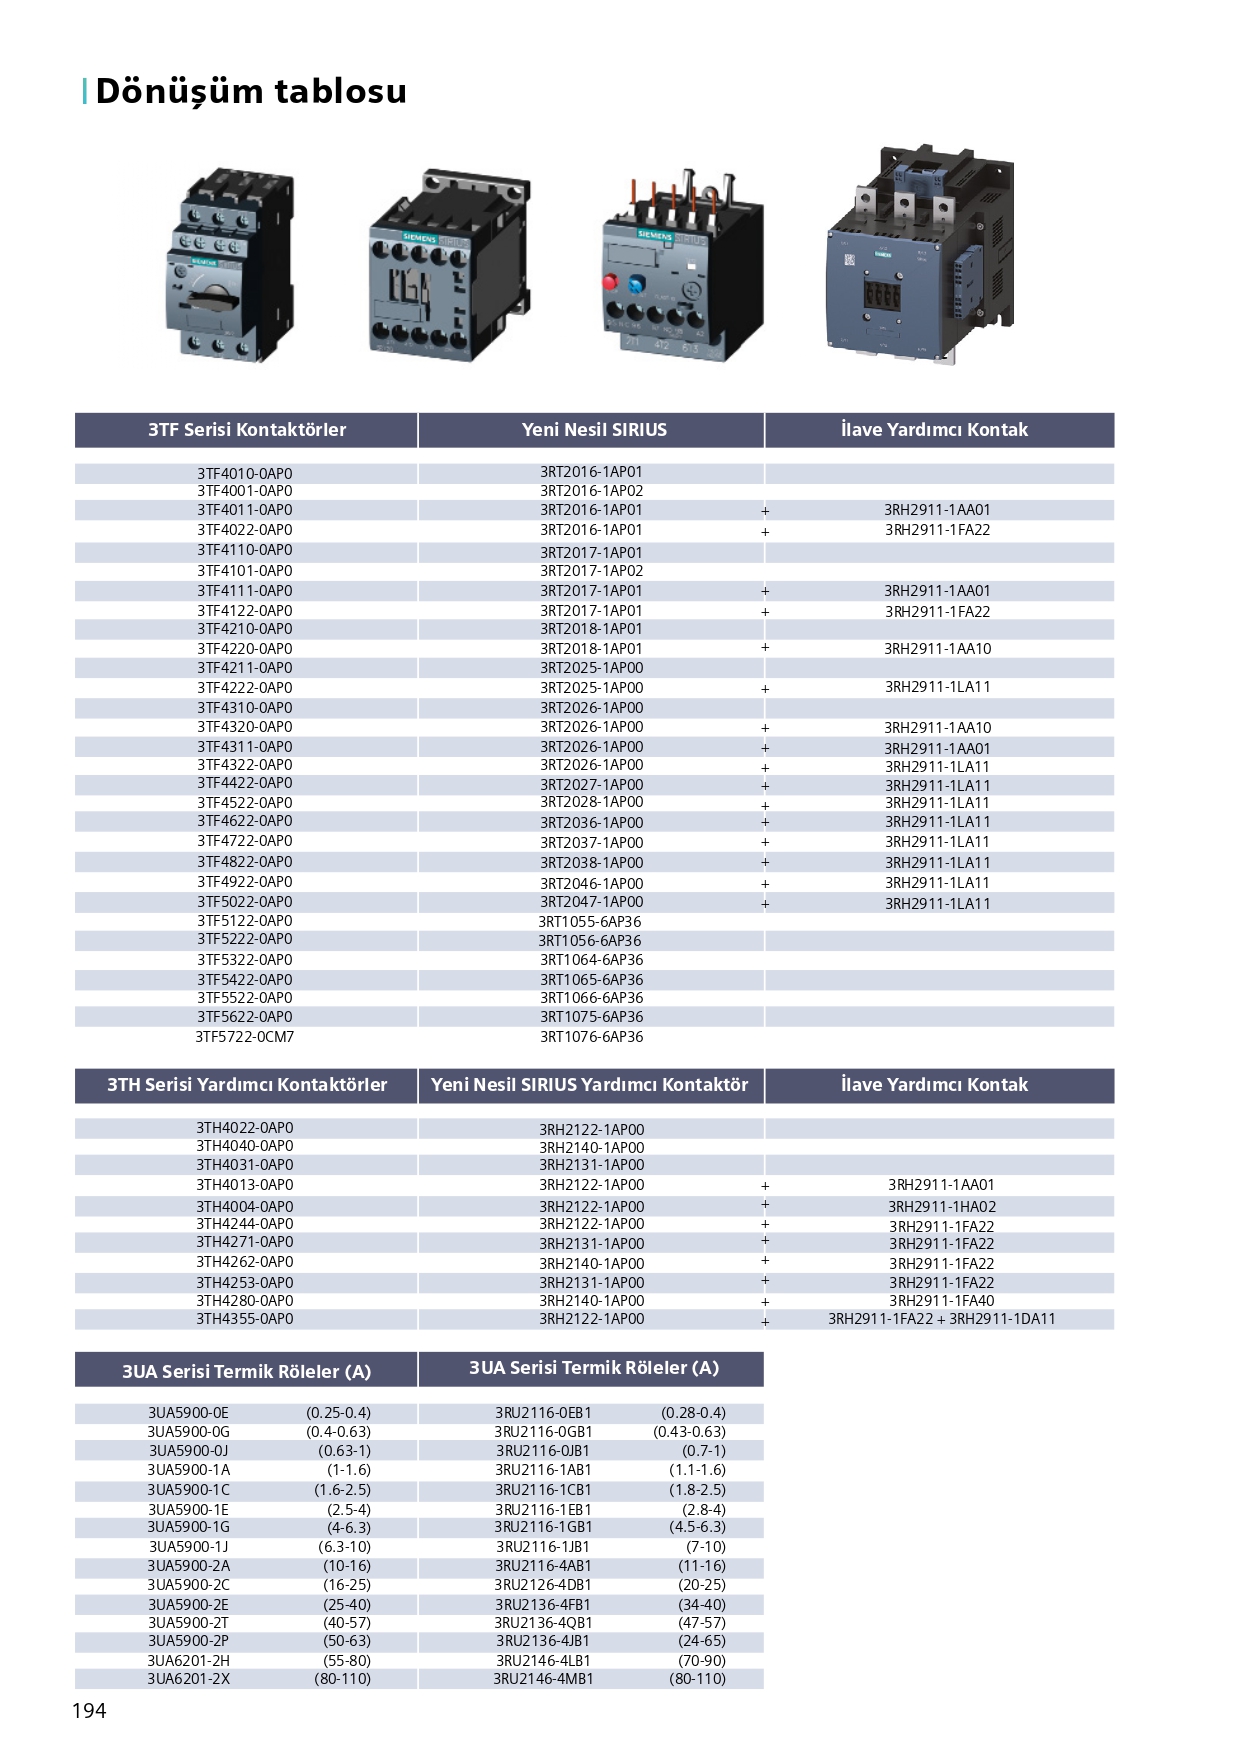 Dönüşüm tablosu
SIEMENS
SIEMENS SIRIUS
SIEMENS SIRIUS
3TF Serisi Kontaktörler Yeni Nesil SIRIUS İlave Yardımcı Kontak
3TF4010-0AP0 3RT2016-1AP01
3TF4001-0AP0 3RT2016-1AP02
3TF4011-0AP0 3RT2016-1AP01 + 3RH2911-1AA01
3TF4022-0AP0 3RT2016-1AP01 + 3RH2911-1FA22
3TF4110-0AP0 3RT2017-1AP01
3TF4101-0AP0 3RT2017-1AP02
3TF4111-0AP0 3RT2017-1AP01 + 3RH2911-1AA01
3TF4122-0AP0 3RT2017-1AP01 + 3RH2911-1FA22
3TF4210-0AP0 3RT2018-1AP01
3TF4220-0AP0 3RT2018-1AP01 + 3RH2911-1AA10
3TF4211-0AP0 3RT2025-1AP00
3TF4222-0AP0 3RT2025-1AP00 + 3RH2911-1LA11
3TF4310-0AP0 3RT2026-1AP00
3TF4320-0AP0 3RT2026-1AP00 + 3RH2911-1AA10
3TF4311-0AP0 3RT2026-1AP00 + 3RH2911-1AA01
3TF4322-0AP0 3RT2026-1AP00 + 3RH2911-1LA11
3TF4422-0AP0 3RT2027-1AP00 + 3RH2911-1LA11
3TF4522-0AP0 3RT2028-1AP00 + 3RH2911-1LA11
3TF4622-0AP0 3RT2036-1AP00 + 3RH2911-1LA11
3TF4722-0AP0 3RT2037-1AP00 + 3RH2911-1LA11
3TF4822-0AP0 3RT2038-1AP00 + 3RH2911-1LA11
3TF4922-0AP0 3RT2046-1AP00 + 3RH2911-1LA11
3TF5022-0AP0 3RT2047-1AP00 + 3RH2911-1LA11
3TF5122-0AP0 3RT1055-6AP36
3TF5222-0AP0 3RT1056-6AP36
3TF5322-0AP0 3RT1064-6AP36
3TF5422-0AP0 3RT1065-6AP36
3TF5522-0AP0 3RT1066-6AP36
3TF5622-0AP0 3RT1075-6AP36
3TF5722-0CM7 3RT1076-6AP36
3TH Serisi Yardımcı Kontaktörler Yeni Nesil SIRIUS Yardımcı Kontaktör İlave Yardımcı Kontak
3TH4022-0AP0 3RH2122-1AP00
3TH4040-0AP0 3RH2140-1AP00
3TH4031-0AP0 3RH2131-1AP00
3TH4013-0AP0 3RH2122-1AP00 + 3RH2911-1AA01
3TH4004-0AP0 3RH2122-1AP00 + 3RH2911-1HA02
3TH4244-0AP0 3RH2122-1AP00 + 3RH2911-1FA22
3TH4271-0AP0 3RH2131-1AP00 + 3RH2911-1FA22
3TH4262-0AP0 3RH2140-1AP00 + 3RH2911-1FA22
3TH4253-0AP0 3RH2131-1AP00 + 3RH2911-1FA22
3TH4280-0AP0 3RH2140-1AP00 + 3RH2911-1FA40
3TH4355-0AP0 3RH2122-1AP00 + 3RH2911-1FA22 + 3RH2911-1DA11
3UA Serisi Termik Röleler (A) 3UA Serisi Termik Röleler (A)
3UA5900-0E (0.25-0.4) 3RU2116-0EB1 (0.28-0.4)
3UA5900-0G (0.4-0.63) 3RU2116-0GB1 (0.43-0.63)
3UA5900-0J (0.63-1) 3RU2116-0JB1 (0.7-1)
3UA5900-1A (1-1.6) 3RU2116-1AB1 (1.1-1.6)
3UA5900-1C (1.6-2.5) 3RU2116-1CB1 (1.8-2.5)
3UA5900-1E (2.5-4) 3RU2116-1EB1 (2.8-4)
3UA5900-1G (4-6.3) 3RU2116-1GB1 (4.5-6.3)
3UA5900-1J (6.3-10) 3RU2116-1JB1 (7-10)
3UA5900-2A (10-16) 3RU2116-4AB1 (11-16)
3UA5900-2C (16-25) 3RU2126-4DB1 (20-25)
3UA5900-2E (25-40) 3RU2136-4FB1 (34-40)
3UA5900-2T (40-57) 3RU2136-4QB1 (47-57)
3UA5900-2P (50-63) 3RU2136-4JB1 (24-65)
3UA6201-2H (55-80) 3RU2146-4LB1 (70-90)
3UA6201-2X (80-110) 3RU2146-4MB1 (80-110)
194